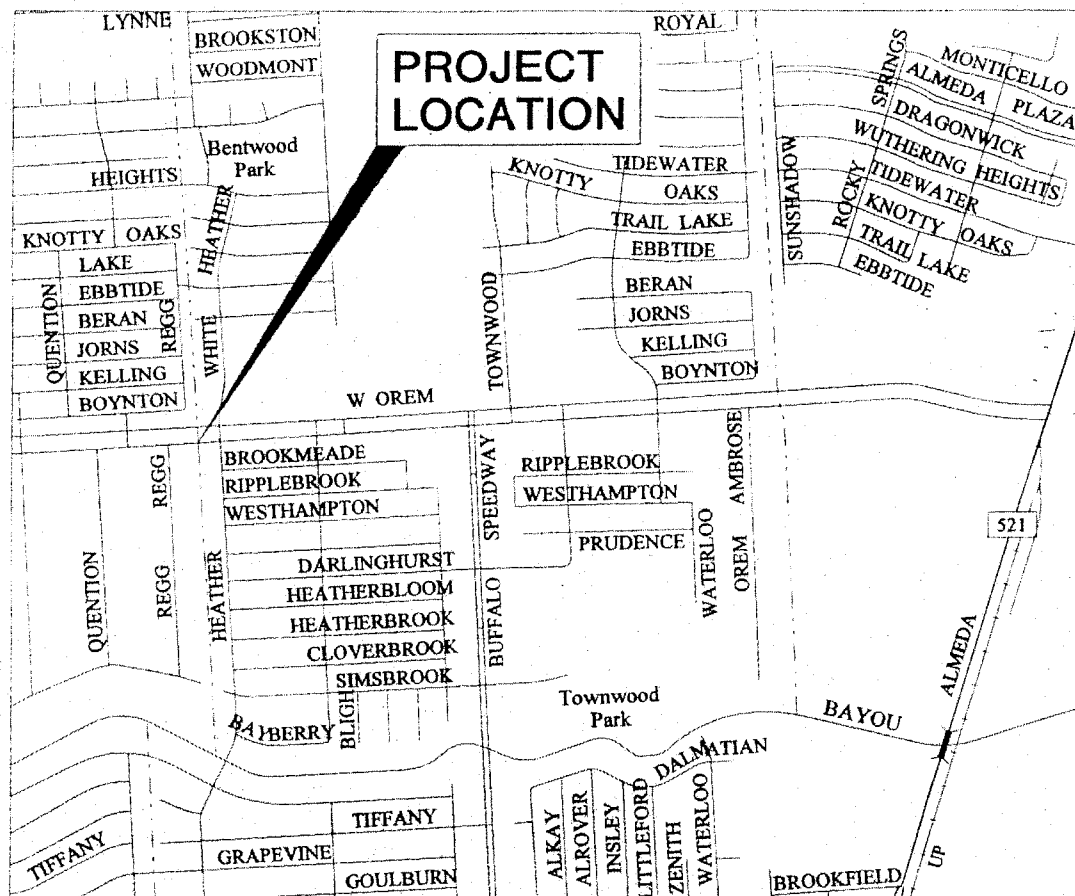 LYNNE
BROOKSTON
WOODMONT
ROYAL
PROJECT
LOCATION
Bentwood
Park
HEIGHTS
HEATHER
WHITE
KNOTTY OAKS
LAKE
EBBTIDE
BERAN
JORNS
KELLING
BOYNTON
QUENTION
REGG
KNOTTY
TIDEWATER
OAKS
TRAIL LAKE
EBBTIDE
BERAN
JORNS
KELLING
BOYNTON
TOWNWOOD
SUNSHADOW
ROCKY SPRINGS
MONTICELLO
ALMEDA PLAZA
DRAGONWICK
WUTHERING HEIGHTS
TIDEWATER
KNOTTY OAKS
TRAIL LAKE
EBBTIDE
W OREM
BROOKMEADE
RIPPLEBROOK
WESTHAMPTON
DARLINGHURST
HEATHERBLOOM
HEATHERBROOK
CLOVERBROOK
SIMSBROOK
REGG
REGG
QUENTION
HEATHER
BUFFALO SPEEDWAY
RIPPLEBROOK
WESTHAMPTON
PRUDENCE
WATERLOO
OREM AMBROSE
521
ALMEDA
Townwood
Park
BAYOU
BAYBERRY
BLIGH
DALMATIAN
TIFFANY
TIFFANY
GRAPEVINE
GOULBURN
ALKAY
ALROVER
INSLEY
LITTLEFORD
ZENITH
WATERLOO
BROOKFIELD
UP